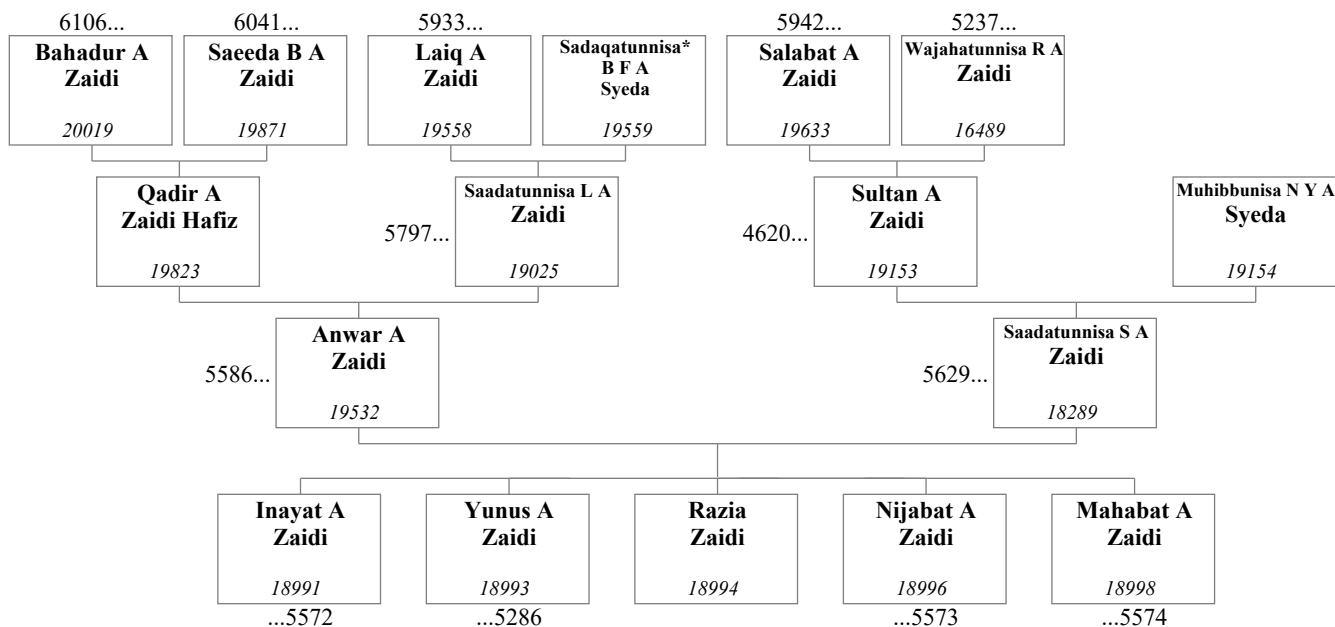 6106...
6041...
5933...
5942...
5237...
Bahadur A
Zaidi
20019
Saeeda B A
Zaidi
19871
Laiq A
Zaidi
19558
Sadaqatunnisa*
B F A
Syeda
19559
Salabat A
Zaidi
19633
Wajahatunnisa R A
Zaidi
16489
Qadir A
Zaidi Hafiz
19823
5797...
Saadatunnisa L A
Zaidi
19025
4620...
Sultan A
Zaidi
19153
Muhibbunisa N Y A
Syeda
19154
5586...
Anwar A
Zaidi
19532
5629...
Saadatunnisa S A
Zaidi
18289
Inayat A
Zaidi
18991
...5572
Yunus A
Zaidi
18993
...5286
Razia
Zaidi
18994
Nijabat A
Zaidi
18996
...5573
Mahabat A
Zaidi
18998
...5574